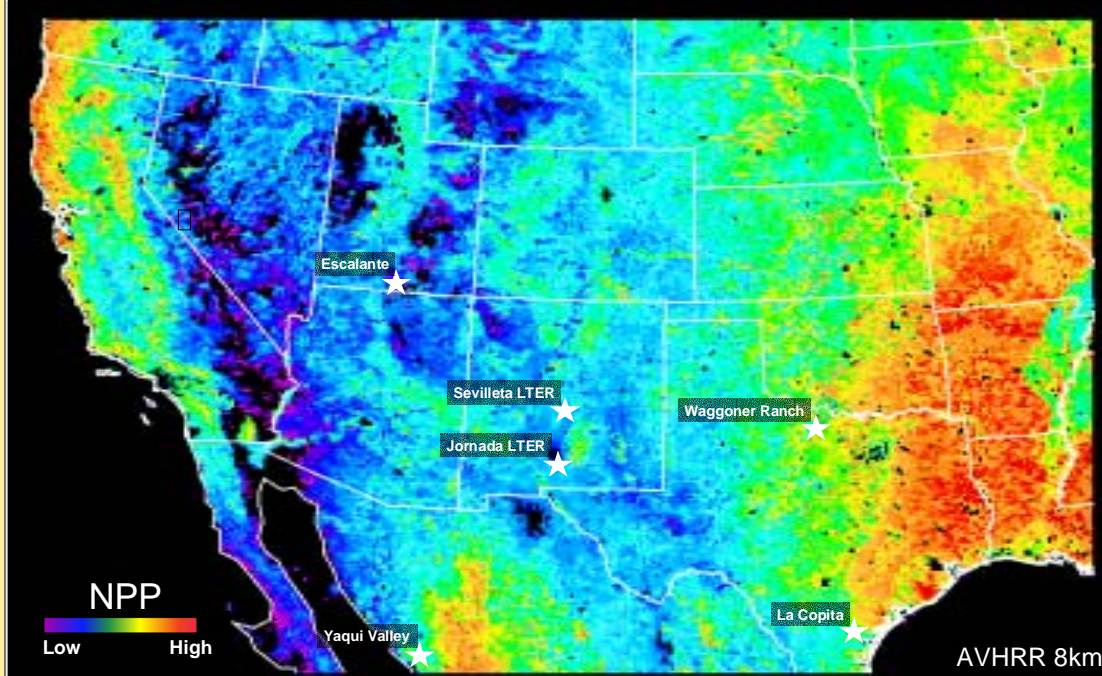 Escalante
Sevilleta LTER
Waggoner Ranch
Jornada LTER
NPP
Low High
La Copita
Yaqui Valley
AVHRR 8km